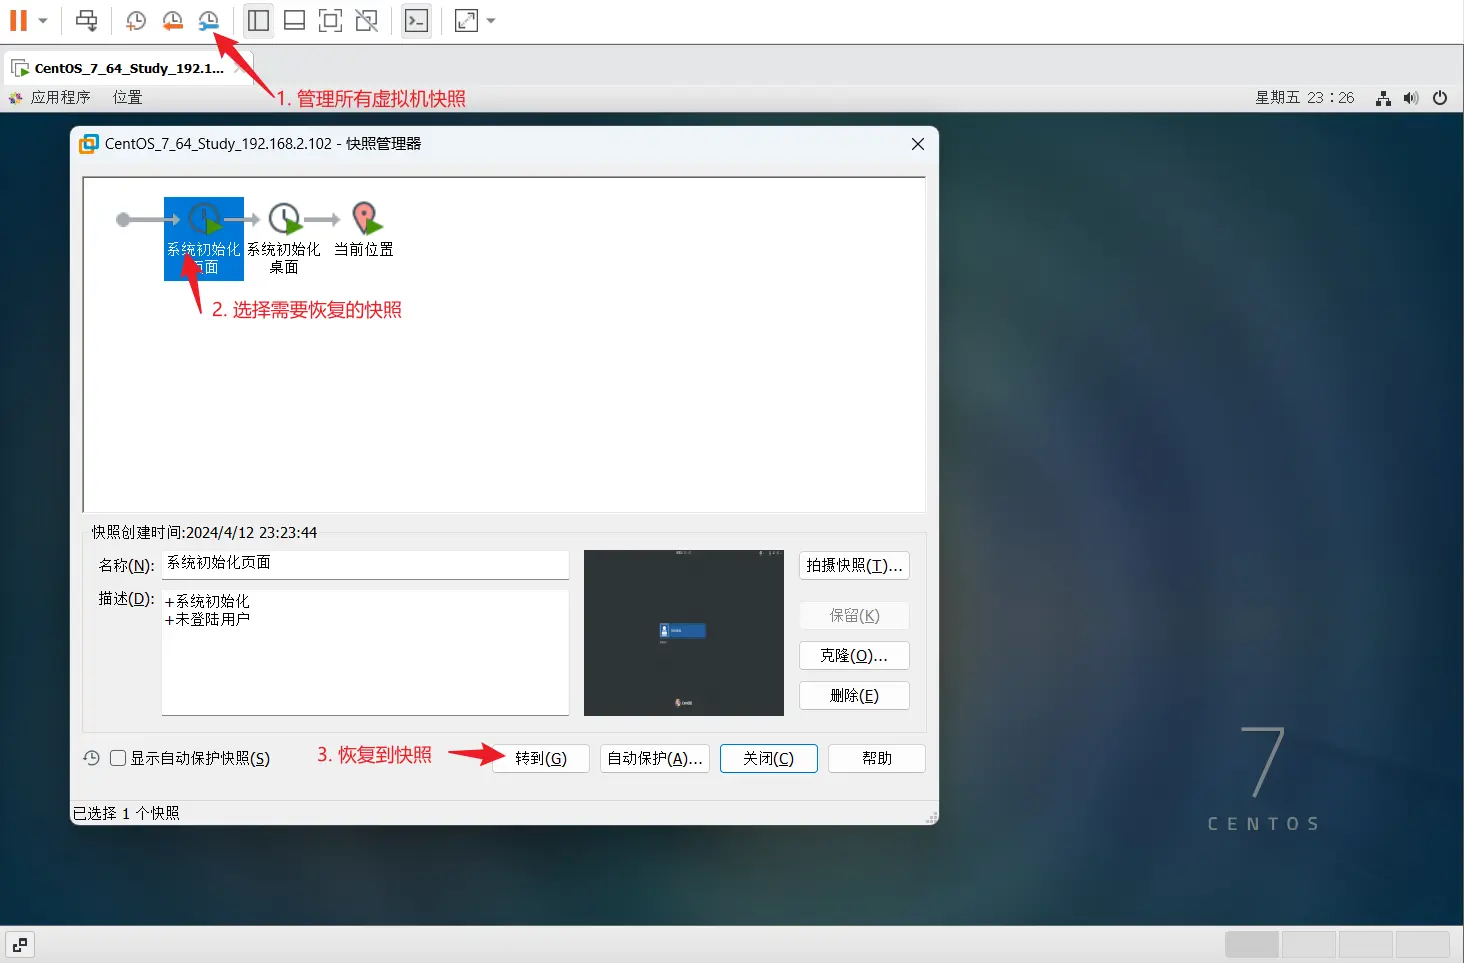 CentOS_7_64_Study_192.1...
1. 管理所有虚拟机快照
应用程序 位置
星期五 23：26
CentOS_7_64_Study_192.168.2.102 - 快照管理器
系统初始化
页面
系统初始化
桌面
当前位置
2. 选择需要恢复的快照
快照创建时间:2024/4/12 23:23:44
名称(N): 系统初始化页面
拍摄快照(T)...
描述(D): +系统初始化
+未登陆用户
保留(K)
克隆(O)...
删除(E)
显示自动保护快照(S)
3. 恢复到快照
转到(G)
自动保护(A)...
关闭(C)
帮助
已选择 1 个快照
7
CENTOS